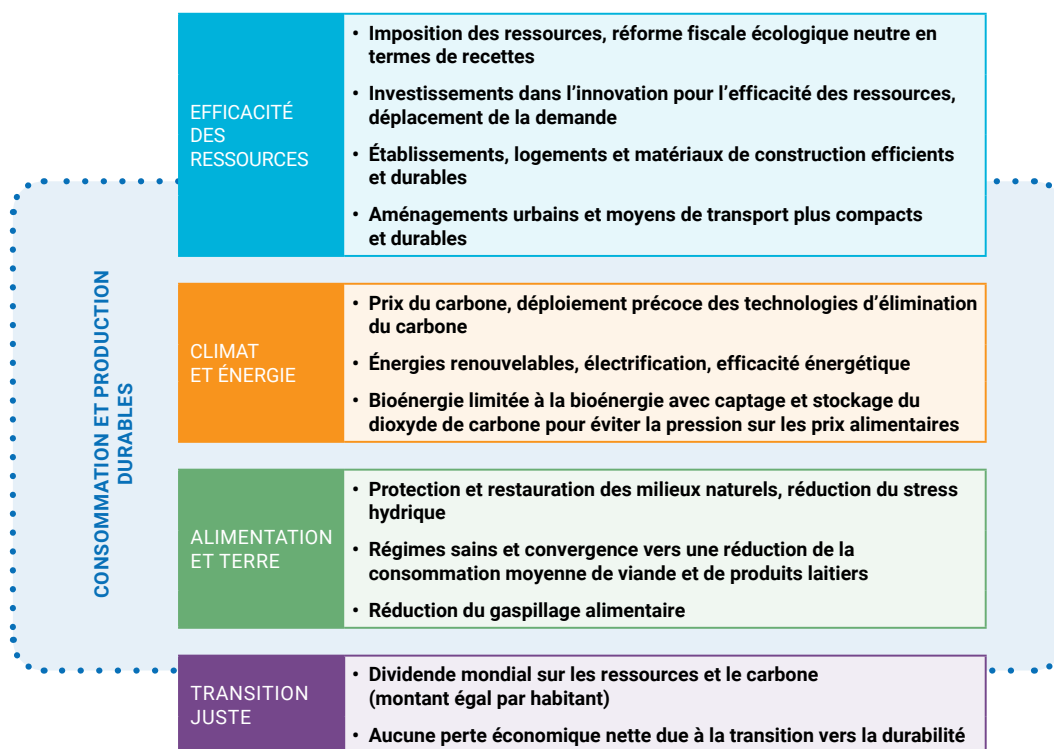 CONSOMMATION ET PRODUCTION
DURABLES
EFFICACITÉ
DES
RESSOURCES
• Imposition des ressources, réforme fiscale écologique neutre en
termes de recettes
• Investissements dans l’innovation pour l’efficacité des ressources,
déplacement de la demande
• Établissements, logements et matériaux de construction efficients
et durables
• Aménagements urbains et moyens de transport plus compacts
et durables
CLIMAT
ET ÉNERGIE
• Prix du carbone, déploiement précoce des technologies d’élimination
du carbone
• Énergies renouvelables, électrification, efficacité énergétique
• Bioénergie limitée à la bioénergie avec captage et stockage du
dioxyde de carbone pour éviter la pression sur les prix alimentaires
ALIMENTATION
ET TERRE
• Protection et restauration des milieux naturels, réduction du stress
hydrique
• Régimes sains et convergence vers une réduction de la
consommation moyenne de viande et de produits laitiers
• Réduction du gaspillage alimentaire
TRANSITION
JUSTE
• Dividende mondial sur les ressources et le carbone
(montant égal par habitant)
• Aucune perte économique nette due à la transition vers la durabilité